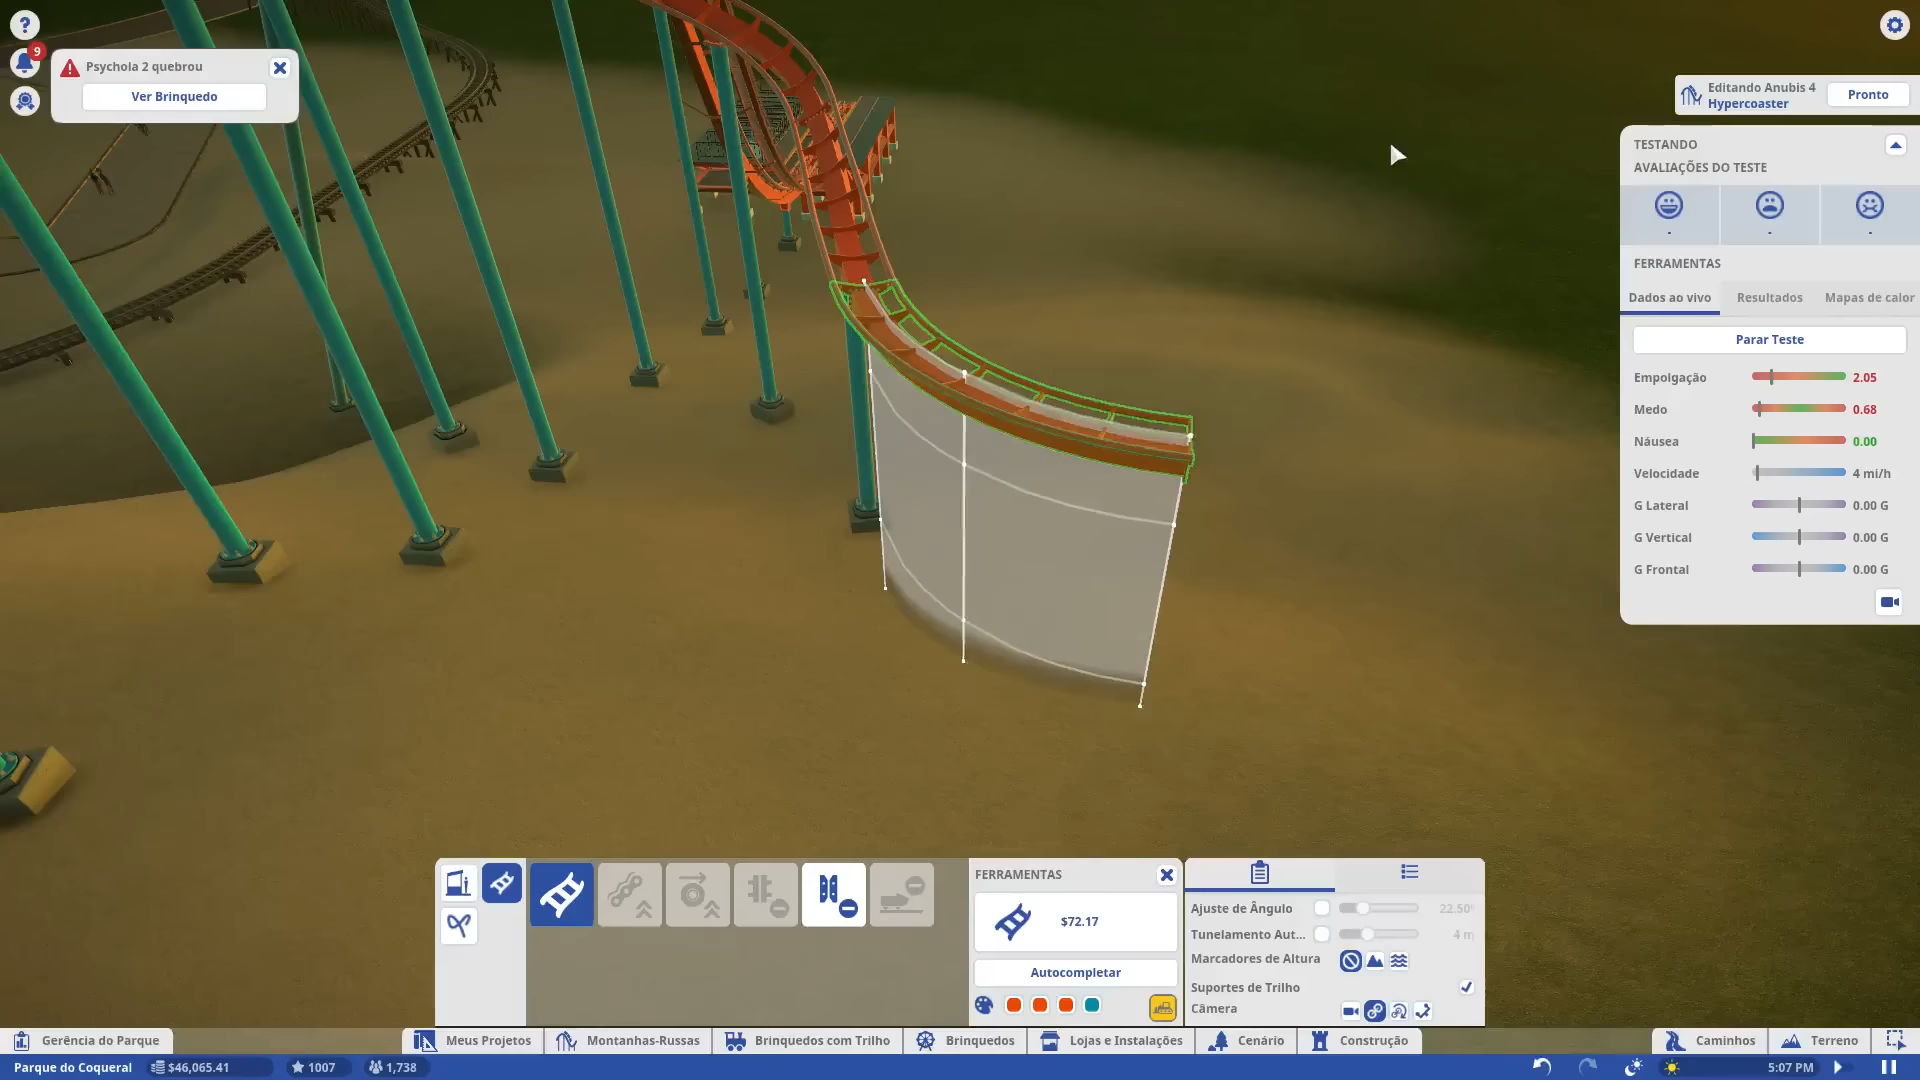 ?
9
Psychola 2 quebrou
Ver Brinquedo
Editando Anubis 4
Hypercoaster
Pronto
TESTANDO
AVALIAÇÕES DO TESTE
- - -
FERRAMENTAS
Dados ao vivo Resultados Mapas de calor
Parar Teste
Empolgação 2.05
Medo 0.68
Náusea 0.00
Velocidade 4 mi/h
G Lateral 0.00 G
G Vertical 0.00 G
G Frontal 0.00 G
FERRAMENTAS
$72.17
Autocompletar
Ajuste de Ângulo 22.50°
Tunelamento Aut... 4 m
Marcadores de Altura
Suportes de Trilho
Câmera
Gerência do Parque
Meus Projetos
Montanhas-Russas
Brinquedos com Trilho
Brinquedos
Lojas e Instalações
Cenário
Construção
Caminhos
Terreno
Parque do Coqueral $46,065.41 1007 1,738 5:07 PM